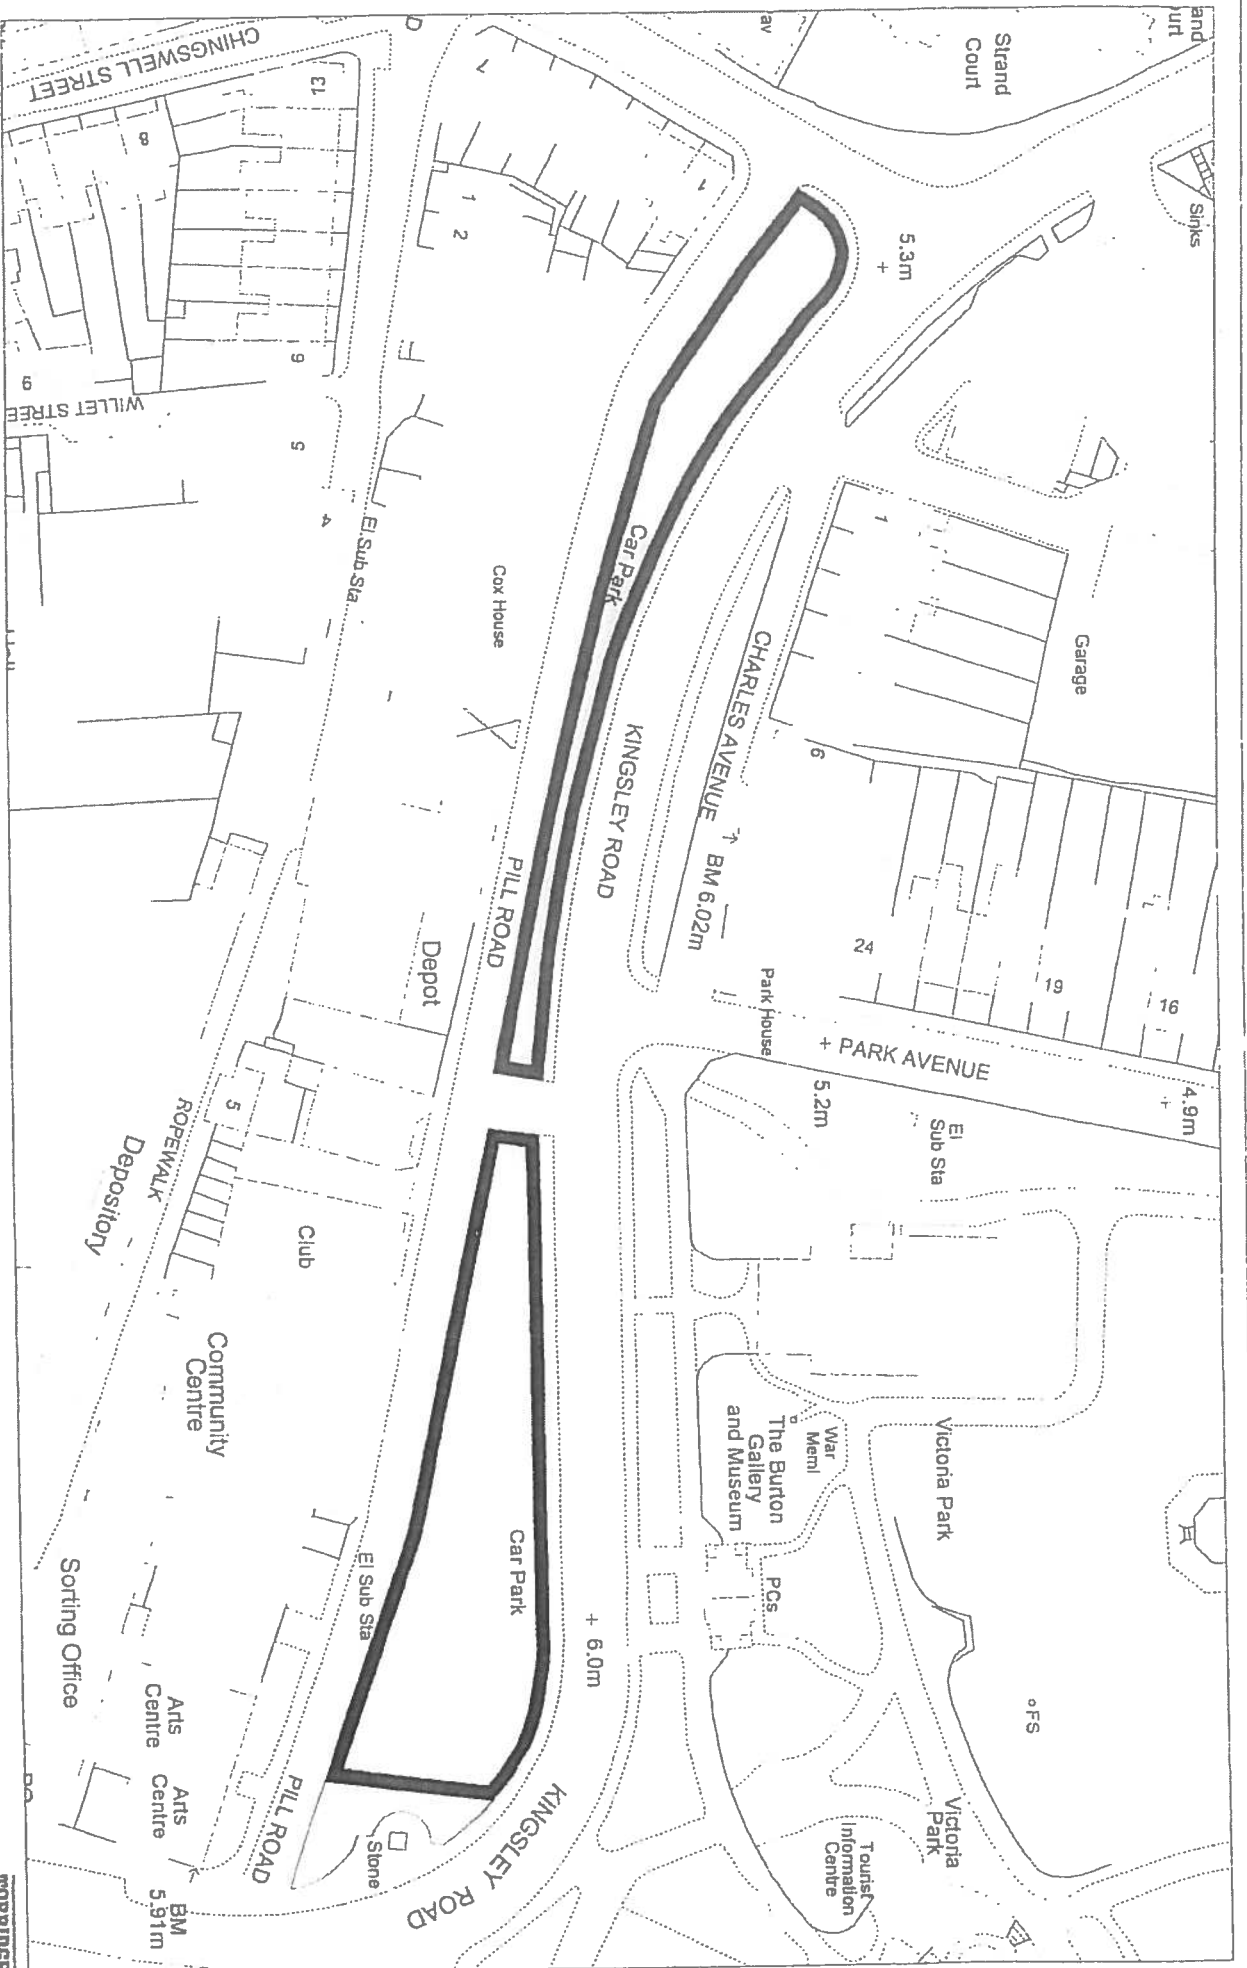 Strand
Court
Sinks
5.3m
CHINGSWELL STREET
13
8
7
1
1
2
6
9
5
4
El Sub Sta
Cox House
Car Park
KINGSLEY ROAD
CHARLES AVENUE
BM 6.02m
1
6
Garage
24
19
16
Park House
+ PARK AVENUE
5.2m
4.9m
El
Sub Sta
PILL ROAD
Depot
5
ROPEWALK
Depository
Club
Community
Centre
Victoria Park
War
Meml
The Burton
Gallery
and Museum
PCs
Car Park
+ 6.0m
El Sub Sta
Sorting Office
Arts
Centre
Arts
Centre
PILL ROAD
BM
5.91m
Stone
KINGSLEY ROAD
FS
Victoria
Park
Tourist
Information
Centre